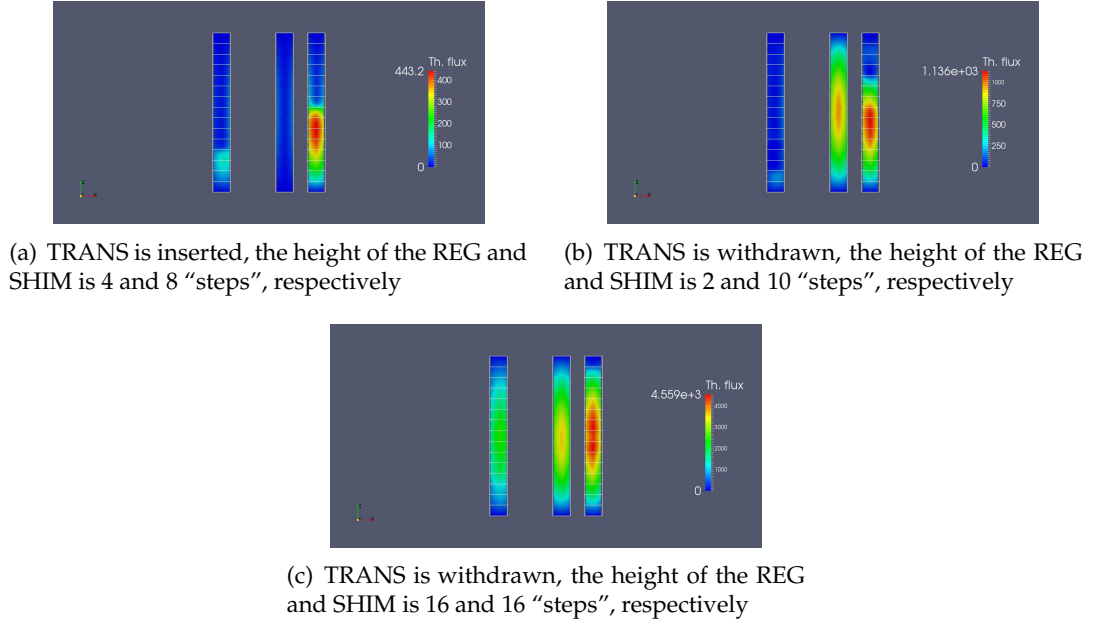 Th. flux
443.2
400
300
200
100
0
Th. flux
1.136e+03
1000
750
500
250
0
(a) TRANS is inserted, the height of the REG and
SHIM is 4 and 8 “steps”, respectively
(b) TRANS is withdrawn, the height of the REG
and SHIM is 2 and 10 “steps”, respectively
Th. flux
4.559e+3
4000
3000
2000
1000
0
(c) TRANS is withdrawn, the height of the REG
and SHIM is 16 and 16 “steps”, respectively